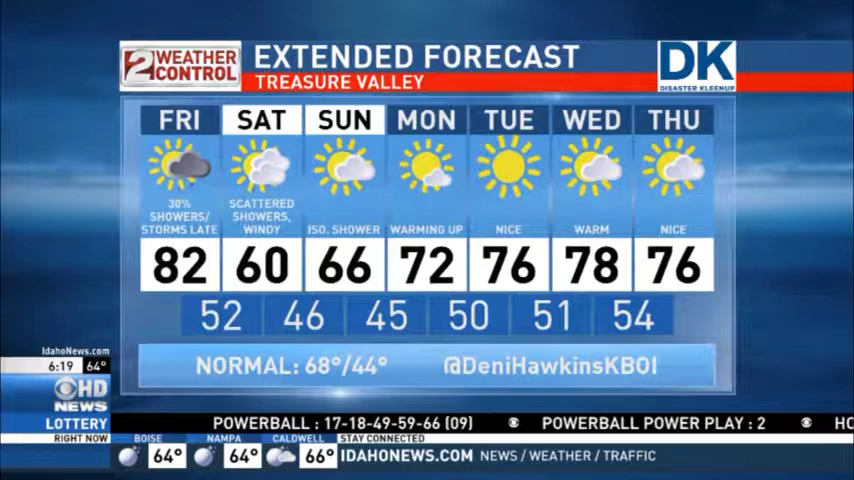 2 WEATHER CONTROL
EXTENDED FORECAST
TREASURE VALLEY
DK
DISASTER KLEENUP
FRI SAT SUN MON TUE WED THU
30% SHOWERS/ STORMS LATE
SCATTERED SHOWERS, WINDY
ISO. SHOWER
WARMING UP
NICE
WARM
NICE
82 60 66 72 76 78 76
52 46 45 50 51 54
NORMAL: 68°/44° @DeniHawkinsKBOI
IdahoNews.com
6:19 64°
HD
NEWS
LOTTERY POWERBALL : 17-18-49-59-66 (09) POWERBALL POWER PLAY : 2 HO
RIGHT NOW BOISE NAMPA CALDWELL STAY CONNECTED
64° 64° 66° IDAHONEWS.COM NEWS / WEATHER / TRAFFIC